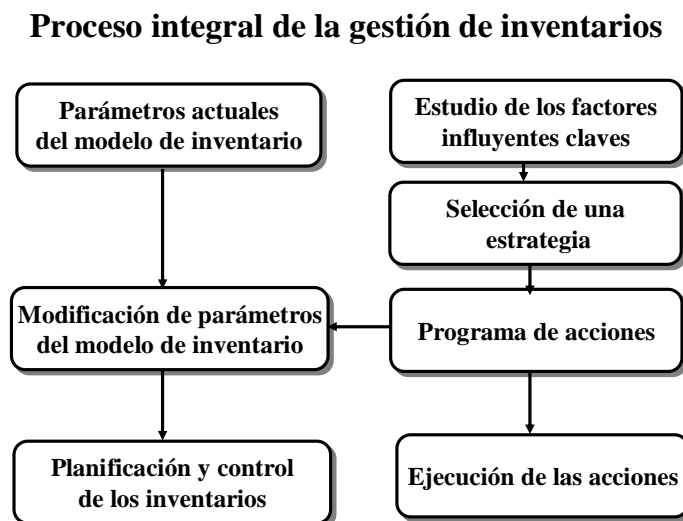 Proceso integral de la gestión de inventarios
Parámetros actuales
del modelo de inventario
Estudio de los factores
influyentes claves
Selección de una
estrategia
Modificación de parámetros
del modelo de inventario
Programa de acciones
Planificación y control
de los inventarios
Ejecución de las acciones